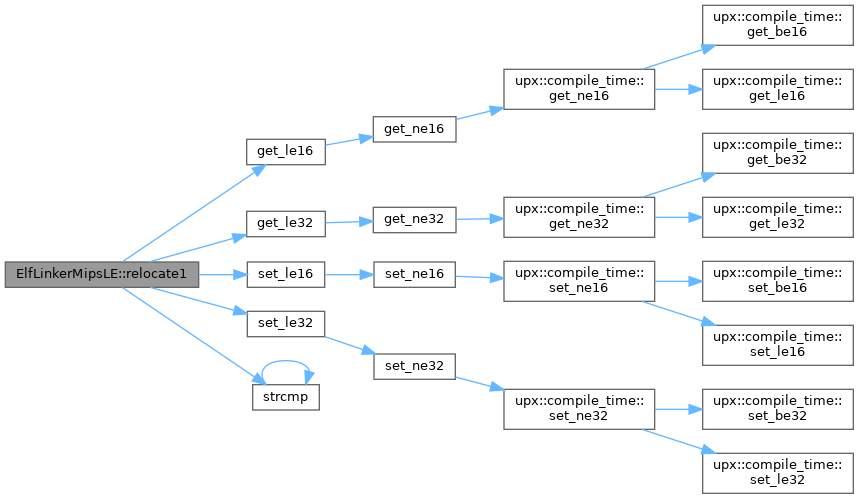 ElfLinkerMipsLE::relocate1
get_le16
get_ne16
upx::compile_time::
get_ne16
upx::compile_time::
get_be16
upx::compile_time::
get_le16
get_le32
get_ne32
upx::compile_time::
get_ne32
upx::compile_time::
get_be32
upx::compile_time::
get_le32
set_le16
set_ne16
upx::compile_time::
set_ne16
upx::compile_time::
set_be16
upx::compile_time::
set_le16
set_le32
set_ne32
upx::compile_time::
set_ne32
upx::compile_time::
set_be32
upx::compile_time::
set_le32
strcmp